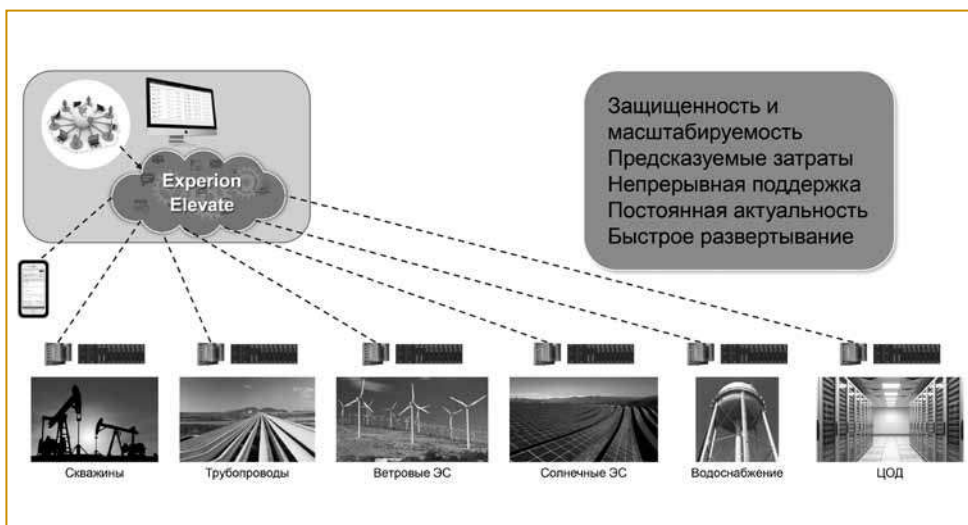 Experion
Elevate
Защищенность и
масштабируемость
Предсказуемые затраты
Непрерывная поддержка
Постоянная актуальность
Быстрое развертывание
Скважины
Трубопроводы
Ветровые ЭС
Солнечные ЭС
Водоснабжение
ЦОД